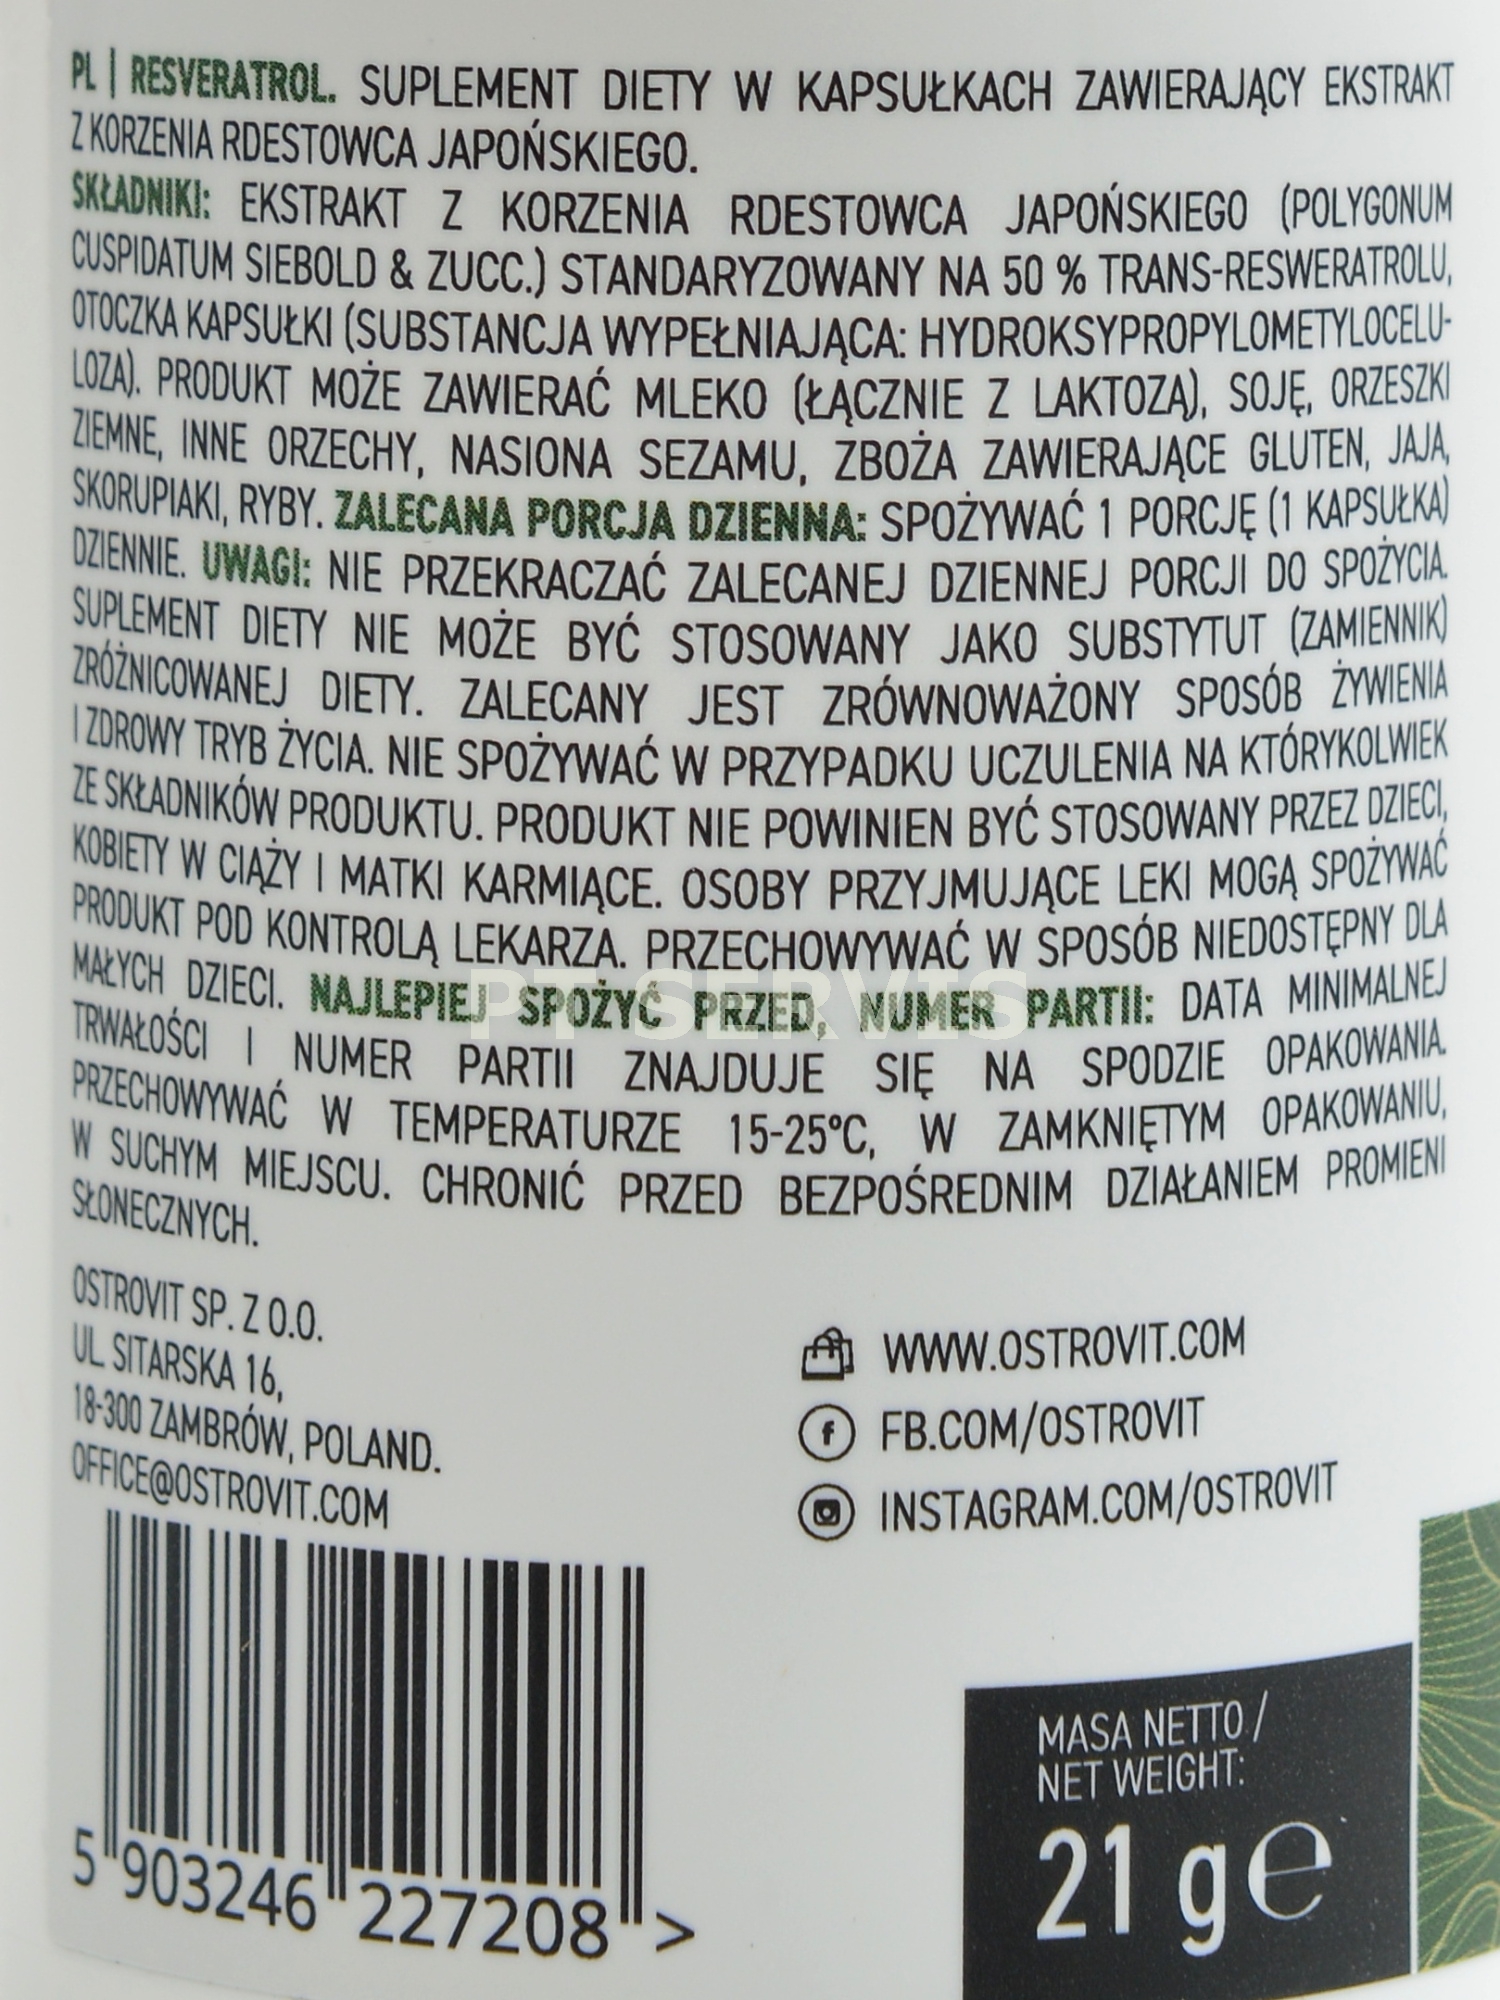 PL | RESVERATROL. SUPLEMENT DIETY W KAPSUŁKACH ZAWIERAJĄCY EKSTRAKT
Z KORZENIA RDESTOWCA JAPOŃSKIEGO.
SKŁADNIKI: EKSTRAKT Z KORZENIA RDESTOWCA JAPOŃSKIEGO (POLYGONUM
CUSPIDATUM SIEBOLD & ZUCC.) STANDARYZOWANY NA 50 % TRANS-RESWERATROLU,
OTOCZKA KAPSUŁKI (SUBSTANCJA WYPEŁNIAJĄCA: HYDROKSYPROPYLOMETYLOCELU-
LOZA). PRODUKT MOŻE ZAWIERAĆ MLEKO (ŁĄCZNIE Z LAKTOZĄ), SOJĘ, ORZESZKI
ZIEMNE, INNE ORZECHY, NASIONA SEZAMU, ZBOŻA ZAWIERAJĄCE GLUTEN, JAJA,
SKORUPIAKI, RYBY. ZALECANA PORCJA DZIENNA: SPOŻYWAĆ 1 PORCJĘ (1 KAPSUŁKA)
DZIENNIE. UWAGI: NIE PRZEKRACZAĆ ZALECANEJ DZIENNEJ PORCJI DO SPOŻYCIA.
SUPLEMENT DIETY NIE MOŻE BYĆ STOSOWANY JAKO SUBSTYTUT (ZAMIENNIK)
ZRÓŻNICOWANEJ DIETY. ZALECANY JEST ZRÓWNOWAŻONY SPOSÓB ŻYWIENIA
I ZDROWY TRYB ŻYCIA. NIE SPOŻYWAĆ W PRZYPADKU UCZULENIA NA KTÓRYKOLWIEK
ZE SKŁADNIKÓW PRODUKTU. PRODUKT NIE POWINIEN BYĆ STOSOWANY PRZEZ DZIECI,
KOBIETY W CIĄŻY I MATKI KARMIĄCE. OSOBY PRZYJMUJĄCE LEKI MOGĄ SPOŻYWAĆ
PRODUKT POD KONTROLĄ LEKARZA. PRZECHOWYWAĆ W SPOSÓB NIEDOSTĘPNY DLA
MAŁYCH DZIECI. NAJLEPIEJ SPOŻYĆ PRZED, NUMER PARTII: DATA MINIMALNEJ
PT SERVIS
TRWAŁOŚCI I NUMER PARTII ZNAJDUJE SIĘ NA SPODZIE OPAKOWANIA.
PRZECHOWYWAĆ W TEMPERATURZE 15-25ºC, W ZAMKNIĘTYM OPAKOWANIU,
W SUCHYM MIEJSCU. CHRONIĆ PRZED BEZPOŚREDNIM DZIAŁANIEM PROMIENI
SŁONECZNYCH.
OSTROVIT SP. Z O.O.
UL. SITARSKA 16,
18-300 ZAMBRÓW, POLAND.
OFFICE@OSTROVIT.COM
WWW.OSTROVIT.COM
FB.COM/OSTROVIT
INSTAGRAM.COM/OSTROVIT
5 903246 227208 >
MASA NETTO /
NET WEIGHT:
21 g ℮